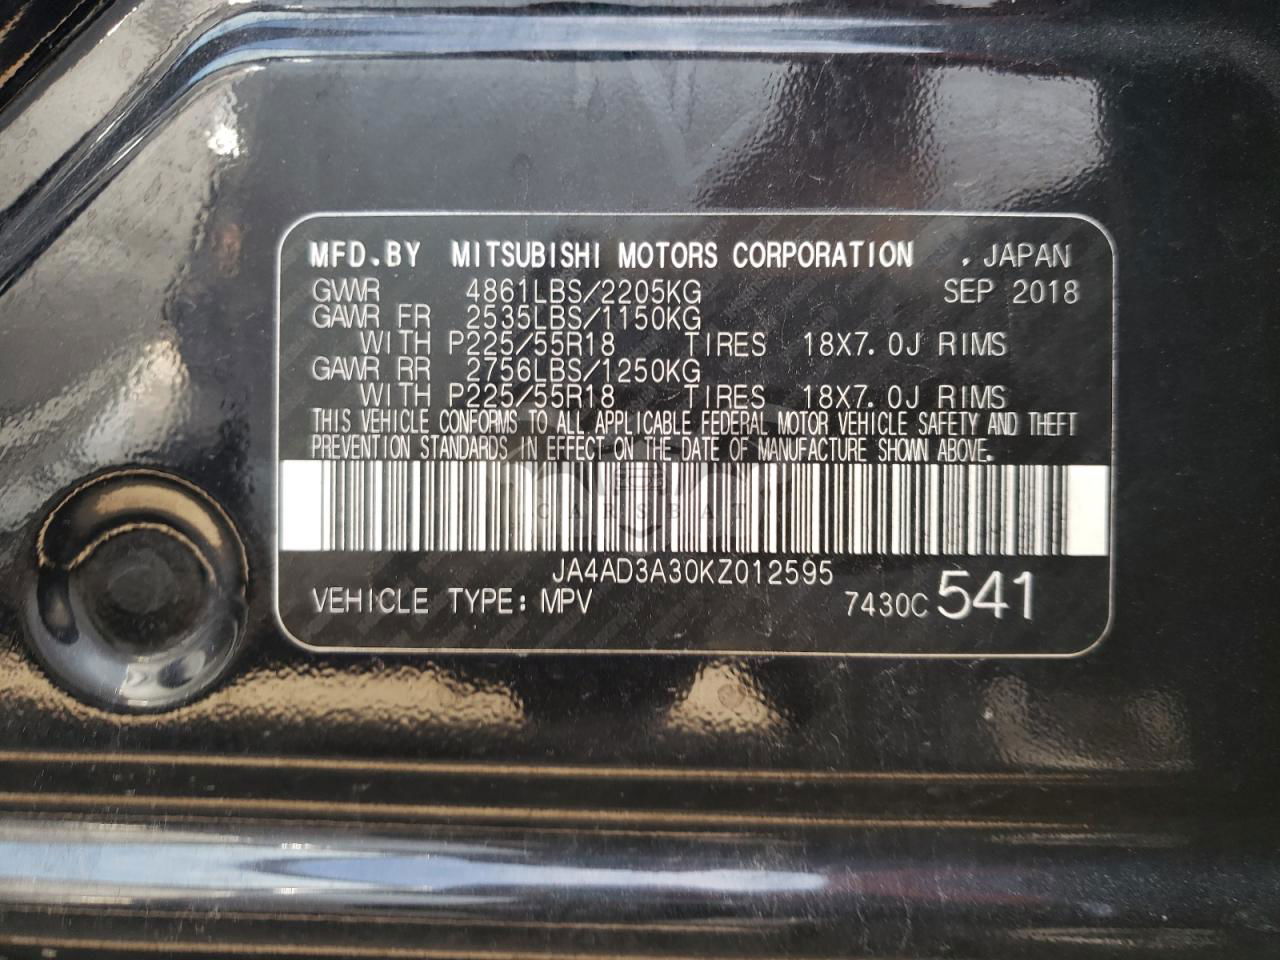 MFD.BY MITSUBISHI MOTORS CORPORATION , JAPAN
GVWR 4861LBS/2205KG SEP 2018
GAWR FR 2535LBS/1150KG
WITH P225/55R18 TIRES 18X7.0J RIMS
GAWR RR 2756LBS/1250KG
WITH P225/55R18 TIRES 18X7.0J RIMS
THIS VEHICLE CONFORMS TO ALL APPLICABLE FEDERAL MOTOR VEHICLE SAFETY AND THEFT
PREVENTION STANDARDS IN EFFECT ON THE DATE OF MANUFACTURE SHOWN ABOVE.
CARSBAT
JA4AD3A30KZ012595
VEHICLE TYPE: MPV 7430C 541